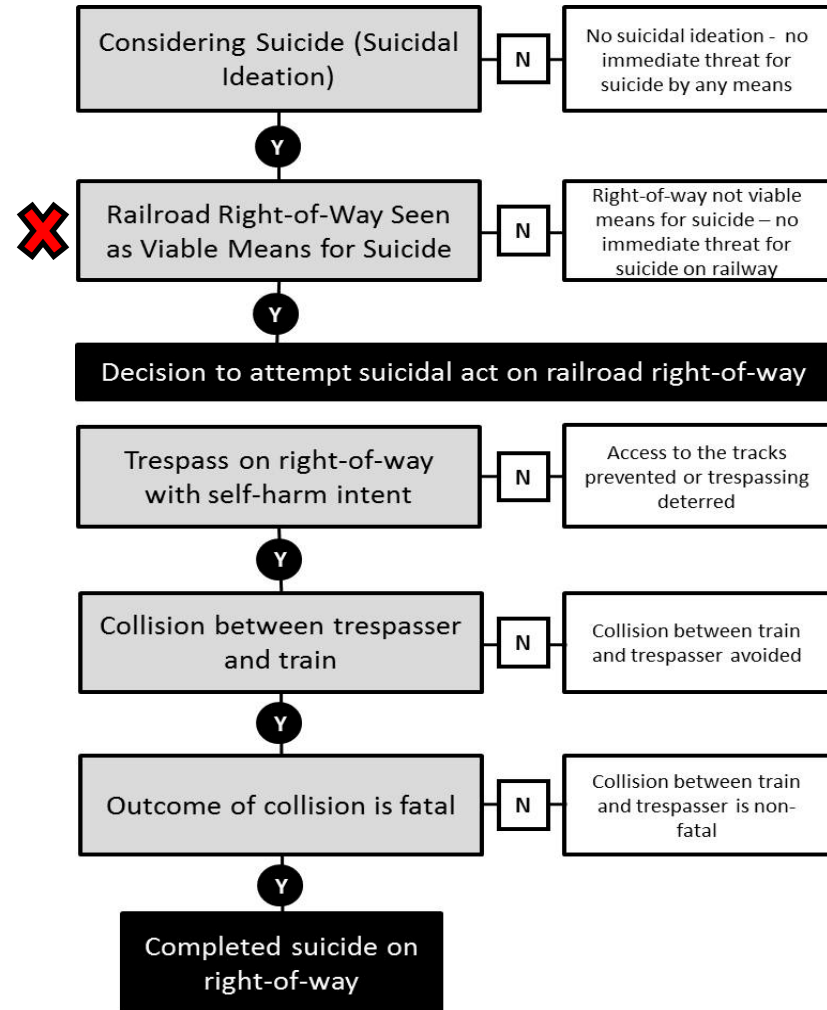 Considering Suicide (Suicidal
Ideation)
N
No suicidal ideation - no
immediate threat for
suicide by any means
Y
Railroad Right-of-Way Seen
as Viable Means for Suicide
N
Right-of-way not viable
means for suicide – no
immediate threat for
suicide on railway
Y
Decision to attempt suicidal act on railroad right-of-way
Trespass on right-of-way
with self-harm intent
N
Access to the tracks
prevented or trespassing
deterred
Y
Collision between trespasser
and train
N
Collision between train
and trespasser avoided
Y
Outcome of collision is fatal
N
Collision between train
and trespasser is non-
fatal
Y
Completed suicide on
right-of-way